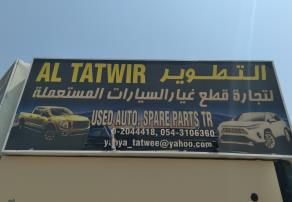 AL TATWIR التطوير
لتجارة قطع غيار السيارات المستعملة
USED AUTO. SPARE PARTS TR
-2044418, 054-3106360
yahya_tatwee@yahoo.com